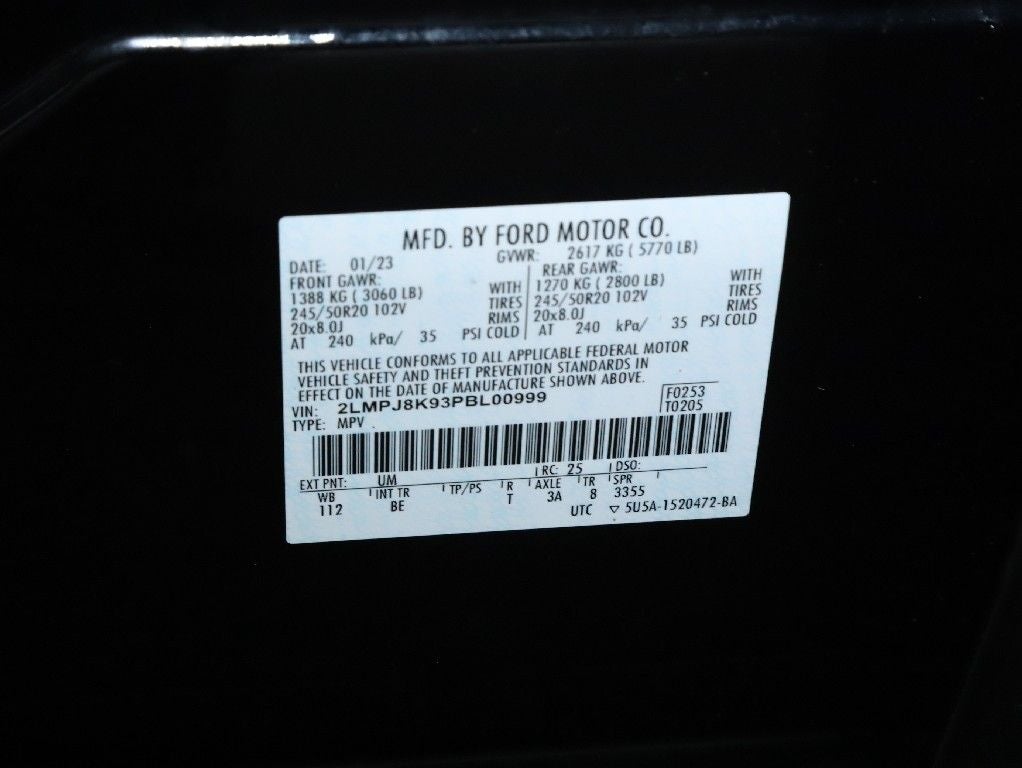 MFD. BY FORD MOTOR CO.
DATE: 01/23 GVWR: 2617 KG ( 5770 LB)
FRONT GAWR: REAR GAWR:
1388 KG ( 3060 LB) WITH 1270 KG ( 2800 LB) WITH
245/50R20 102V TIRES 245/50R20 102V TIRES
20x8.0J RIMS 20x8.0J RIMS
AT 240 kPa/ 35 PSI COLD AT 240 kPa/ 35 PSI COLD
THIS VEHICLE CONFORMS TO ALL APPLICABLE FEDERAL MOTOR
VEHICLE SAFETY AND THEFT PREVENTION STANDARDS IN
EFFECT ON THE DATE OF MANUFACTURE SHOWN ABOVE.
VIN: 2LMPJ8K93PBL00999 F0253
TYPE: MPV T0205
EXT PNT: UM RC: 25 DSO:
WB INT TR TP/PS R AXLE TR SPR
112 BE T 3A 8 3355
UTC ▽ 5U5A-1520472-BA